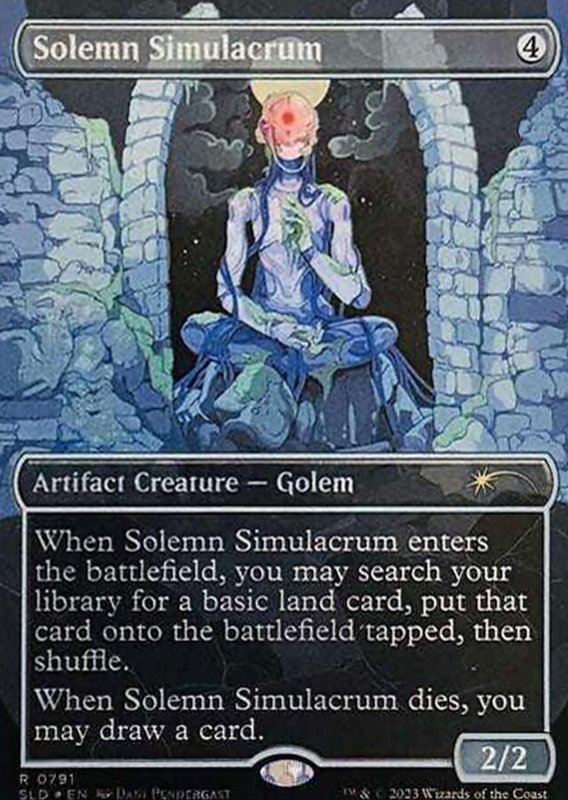 Solemn Simulacrum 4
Artifact Creature — Golem
When Solemn Simulacrum enters
the battlefield, you may search your
library for a basic land card, put that
card onto the battlefield tapped, then
shuffle.
When Solemn Simulacrum dies, you
may draw a card.
2/2
R 0791
SLD ★ EN Dani Pendergast
™ & © 2023 Wizards of the Coast